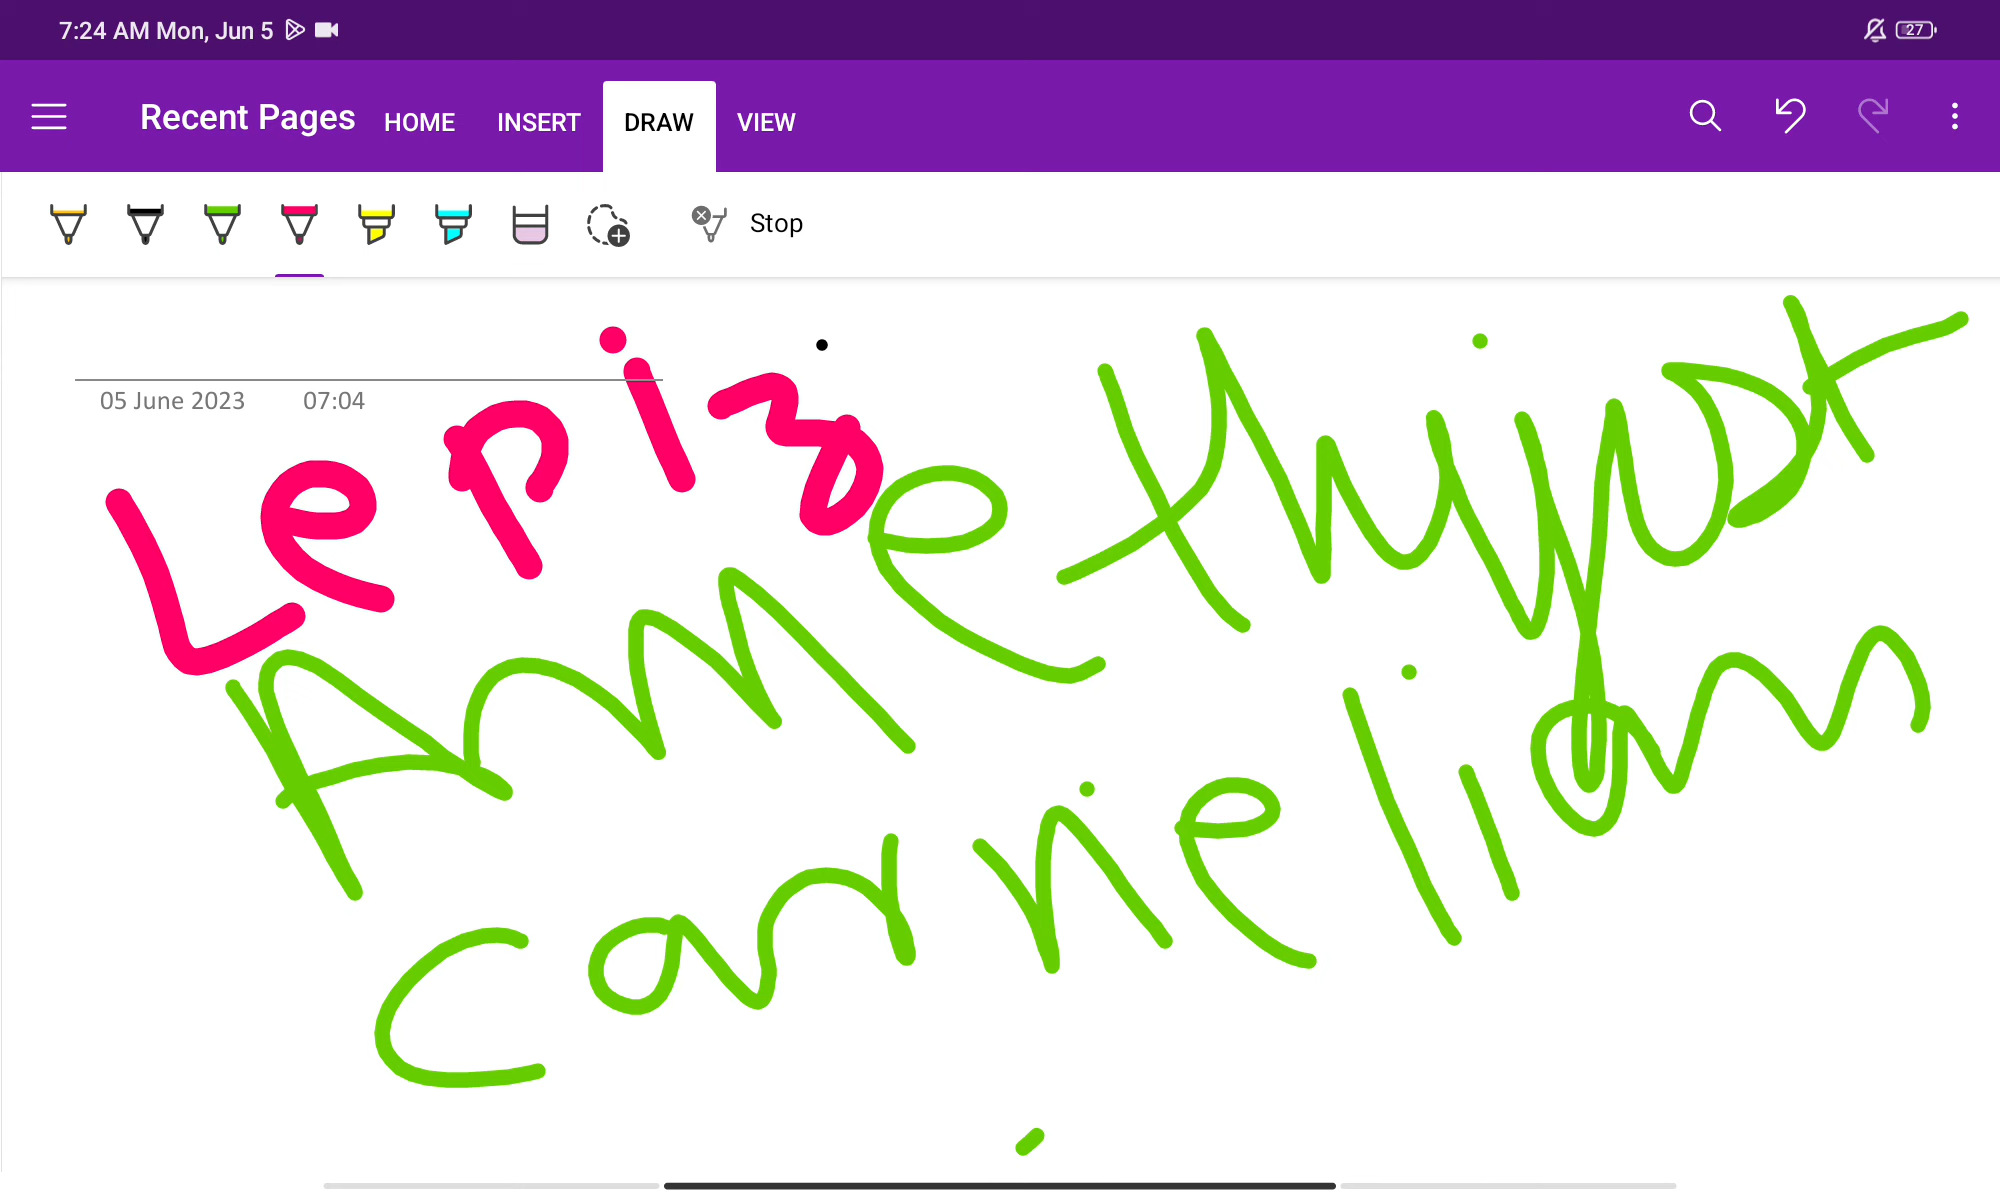 7:24 AM Mon, Jun 5
27
Recent Pages HOME INSERT DRAW VIEW
Stop
05 June 2023 07:04
Lepiz
Amethyst
carnelian